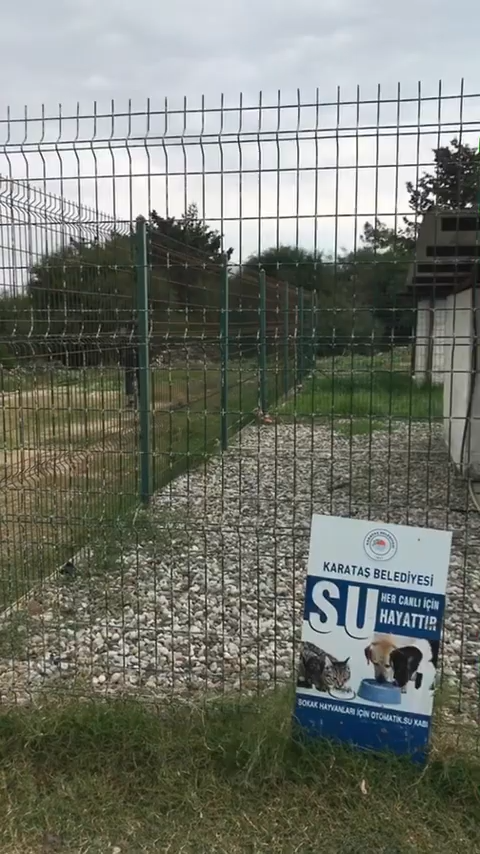 KARATAŞ BELEDİYESİ
SU
HER CANLI İÇİN
HAYATTIR
SOKAK HAYVANLARI İÇİN OTOMATİK SU KABI